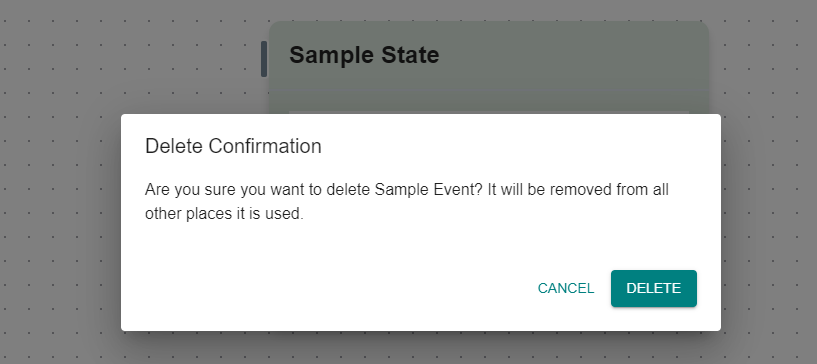 Sample State
Delete Confirmation
Are you sure you want to delete Sample Event? It will be removed from all
other places it is used.
CANCEL
DELETE